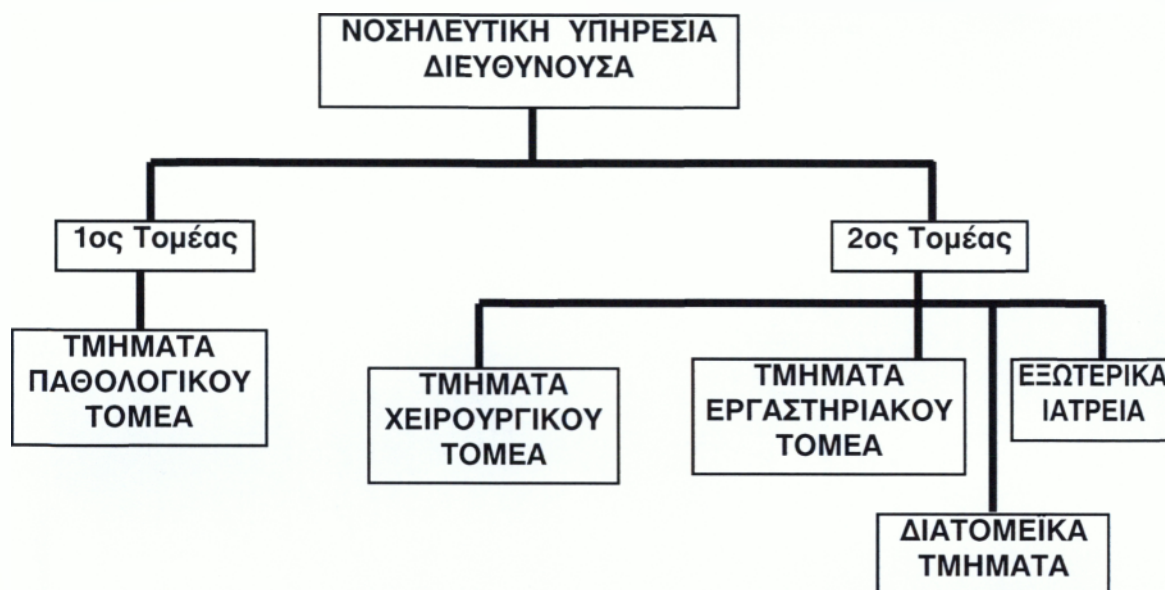 ΝΟΣΗΛΕΥΤΙΚΗ ΥΠΗΡΕΣΙΑ
ΔΙΕΥΘΥΝΟΥΣΑ
1ος Τομέας
2ος Τομέας
ΤΜΗΜΑΤΑ
ΠΑΘΟΛΟΓΙΚΟΥ
ΤΟΜΕΑ
ΤΜΗΜΑΤΑ
ΧΕΙΡΟΥΡΓΙΚΟΥ
ΤΟΜΕΑ
ΤΜΗΜΑΤΑ
ΕΡΓΑΣΤΗΡΙΑΚΟΥ
ΤΟΜΕΑ
ΕΞΩΤΕΡΙΚΑ
ΙΑΤΡΕΙΑ
ΔΙΑΤΟΜΕΪΚΑ
ΤΜΗΜΑΤΑ